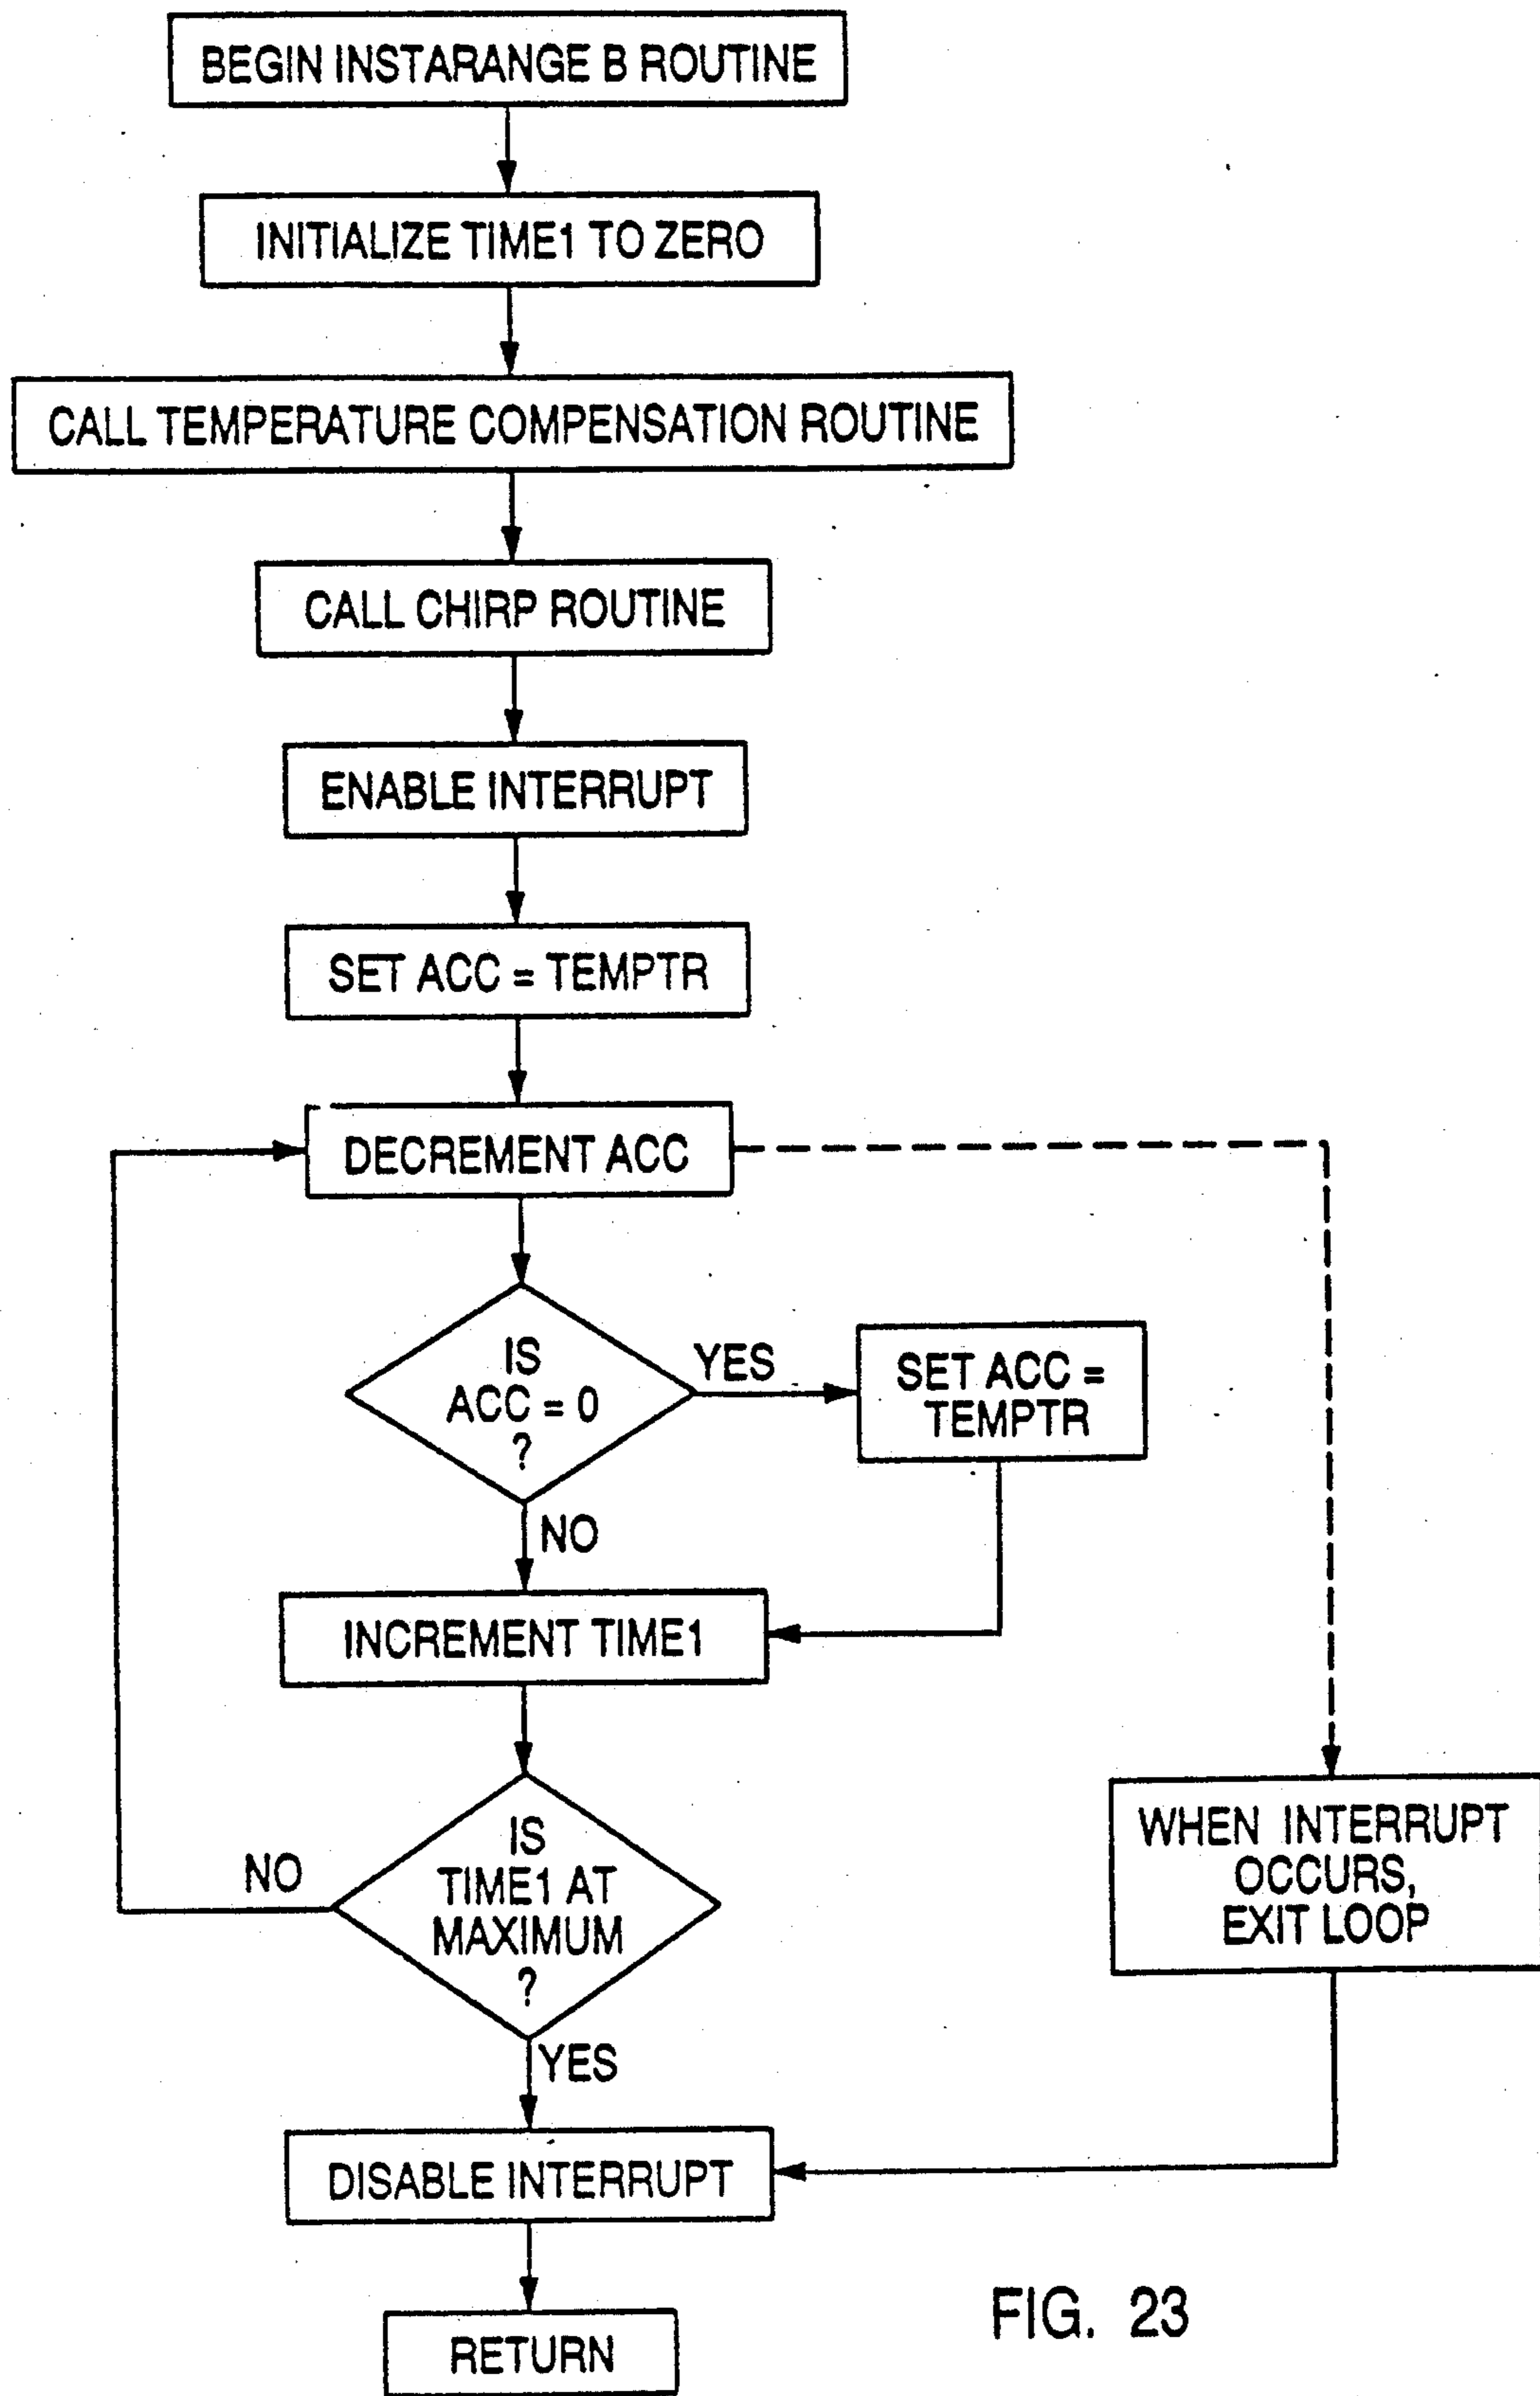 BEGIN INSTARANGE B ROUTINE
INITIALIZE TIME1 TO ZERO
CALL TEMPERATURE COMPENSATION ROUTINE
CALL CHIRP ROUTINE
ENABLE INTERRUPT
SET ACC = TEMPTR
DECREMENT ACC
IS
ACC = 0
?
YES
SET ACC =
TEMPTR
NO
INCREMENT TIME1
IS
TIME1 AT
MAXIMUM
?
NO
YES
WHEN INTERRUPT
OCCURS,
EXIT LOOP
DISABLE INTERRUPT
RETURN
FIG. 23